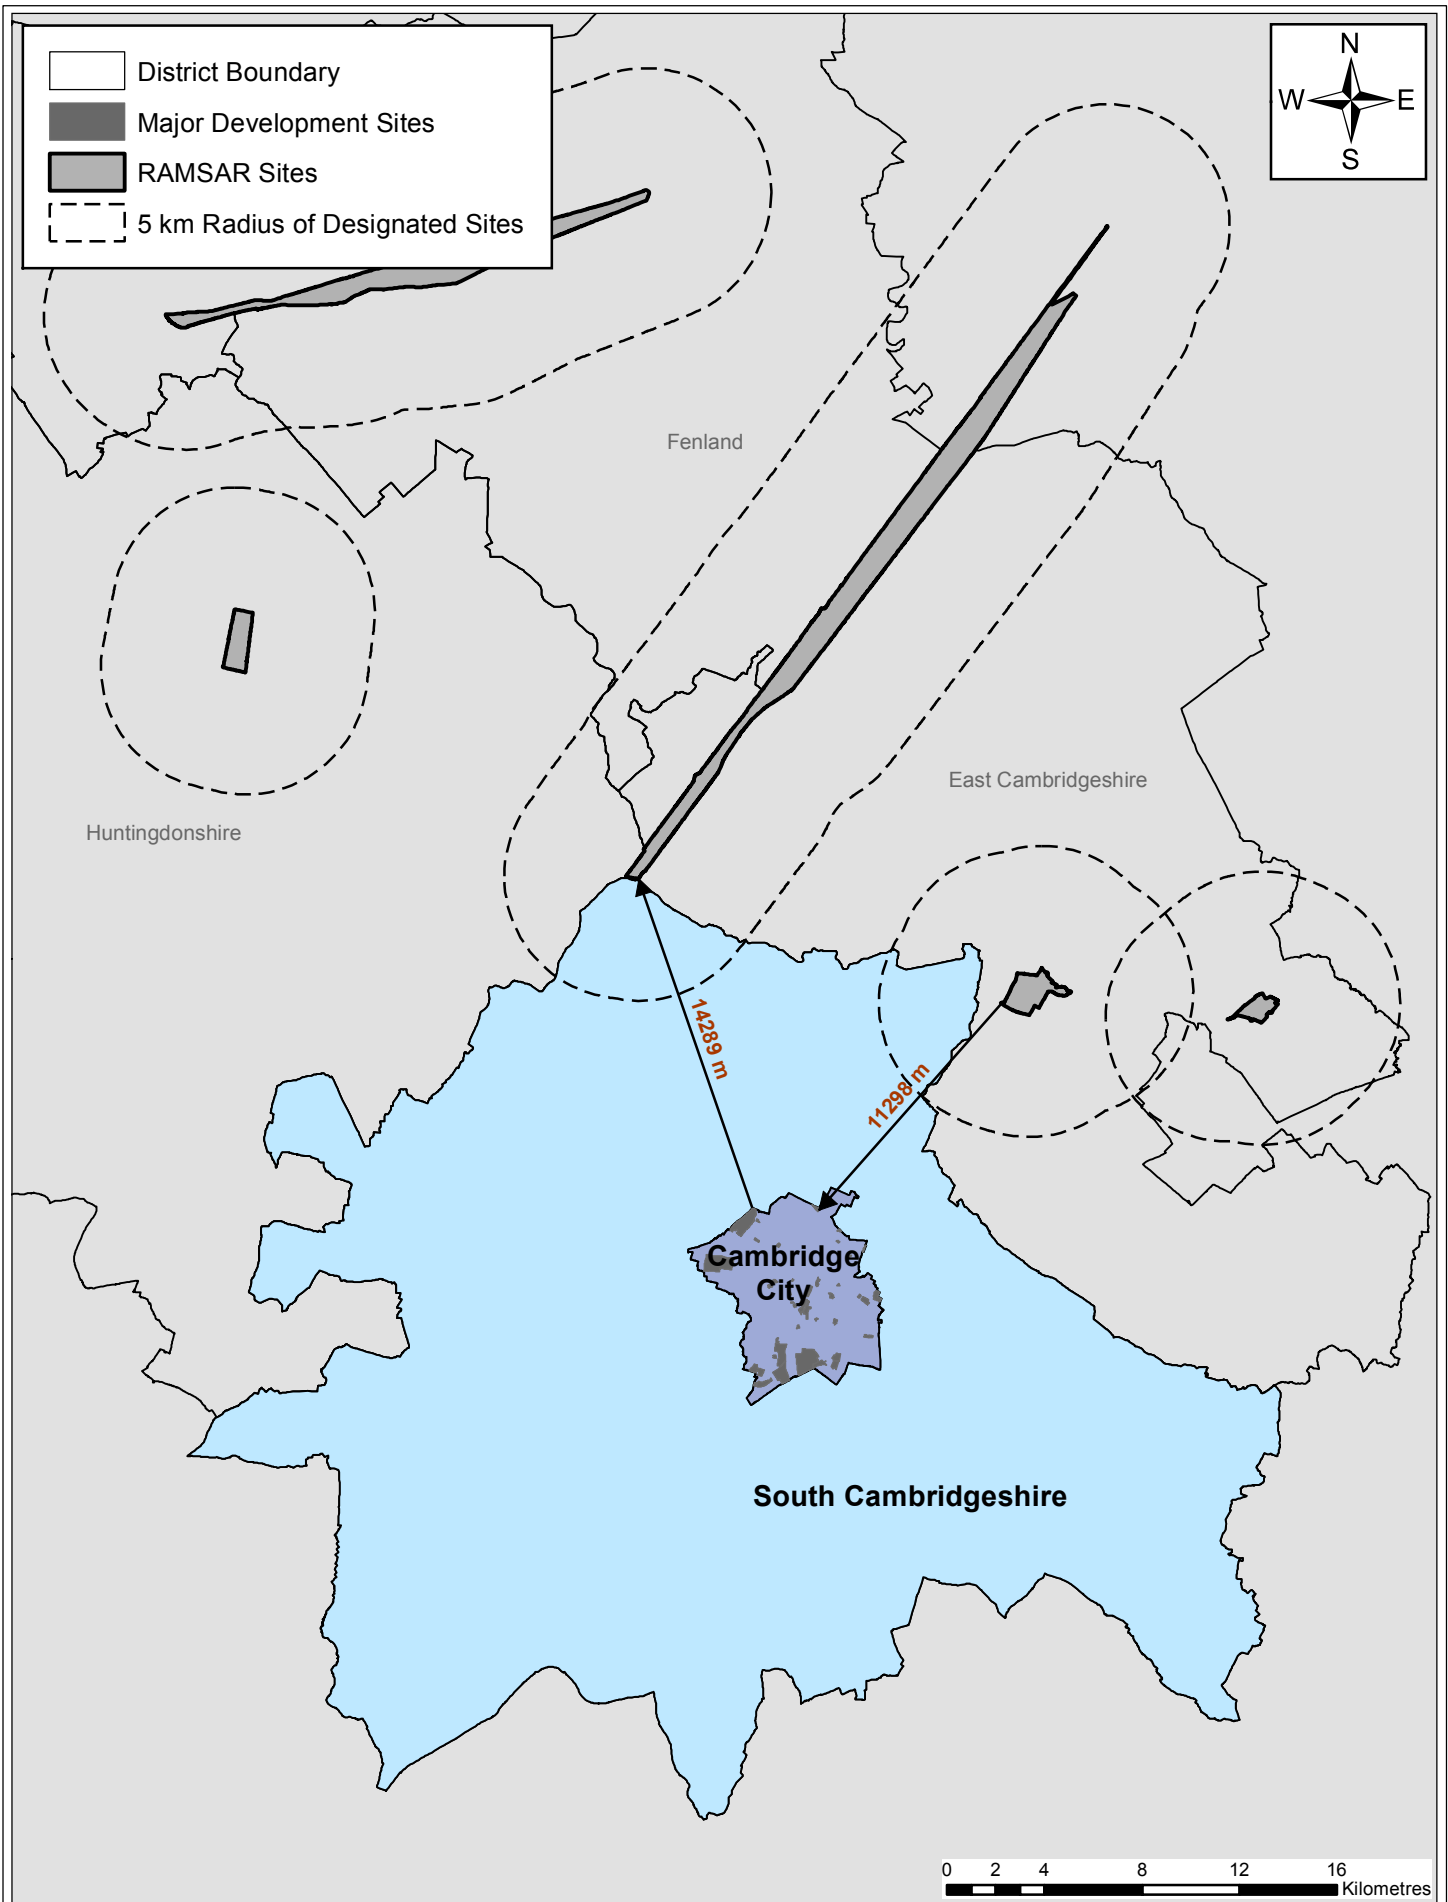 District Boundary
Major Development Sites
RAMSAR Sites
5 km Radius of Designated Sites
N
W E
S
Fenland
East Cambridgeshire
Huntingdonshire
14289 m
11298 m
Cambridge
City
South Cambridgeshire
0 2 4 8 12 16
Kilometres